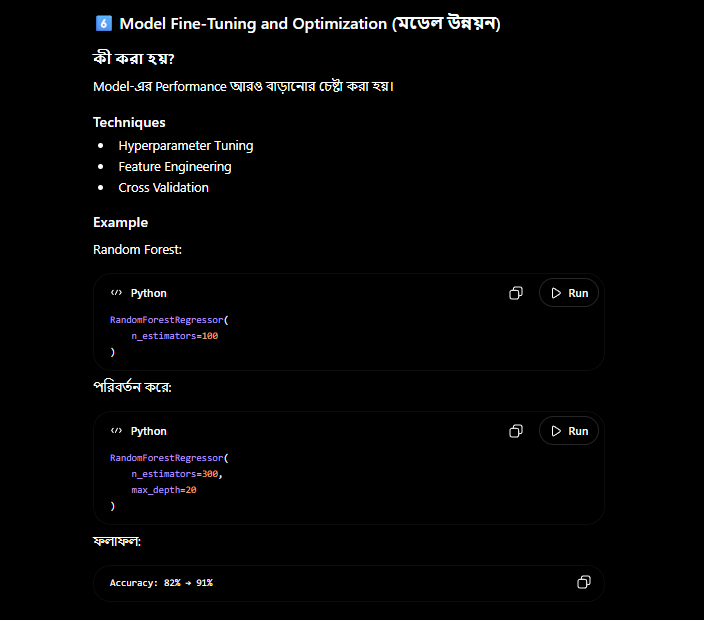 6 Model Fine-Tuning and Optimization (মডেল উন্নয়ন)
কী করা হয়?
Model-এর Performance আরও বাড়ানোর চেষ্টা করা হয়।
Techniques
• Hyperparameter Tuning
• Feature Engineering
• Cross Validation
Example
Random Forest:
Python Run
RandomForestRegressor(
n_estimators=100
)
পরিবর্তন করে:
Python Run
RandomForestRegressor(
n_estimators=300,
max_depth=20
)
ফলাফল:
Accuracy: 82% → 91%